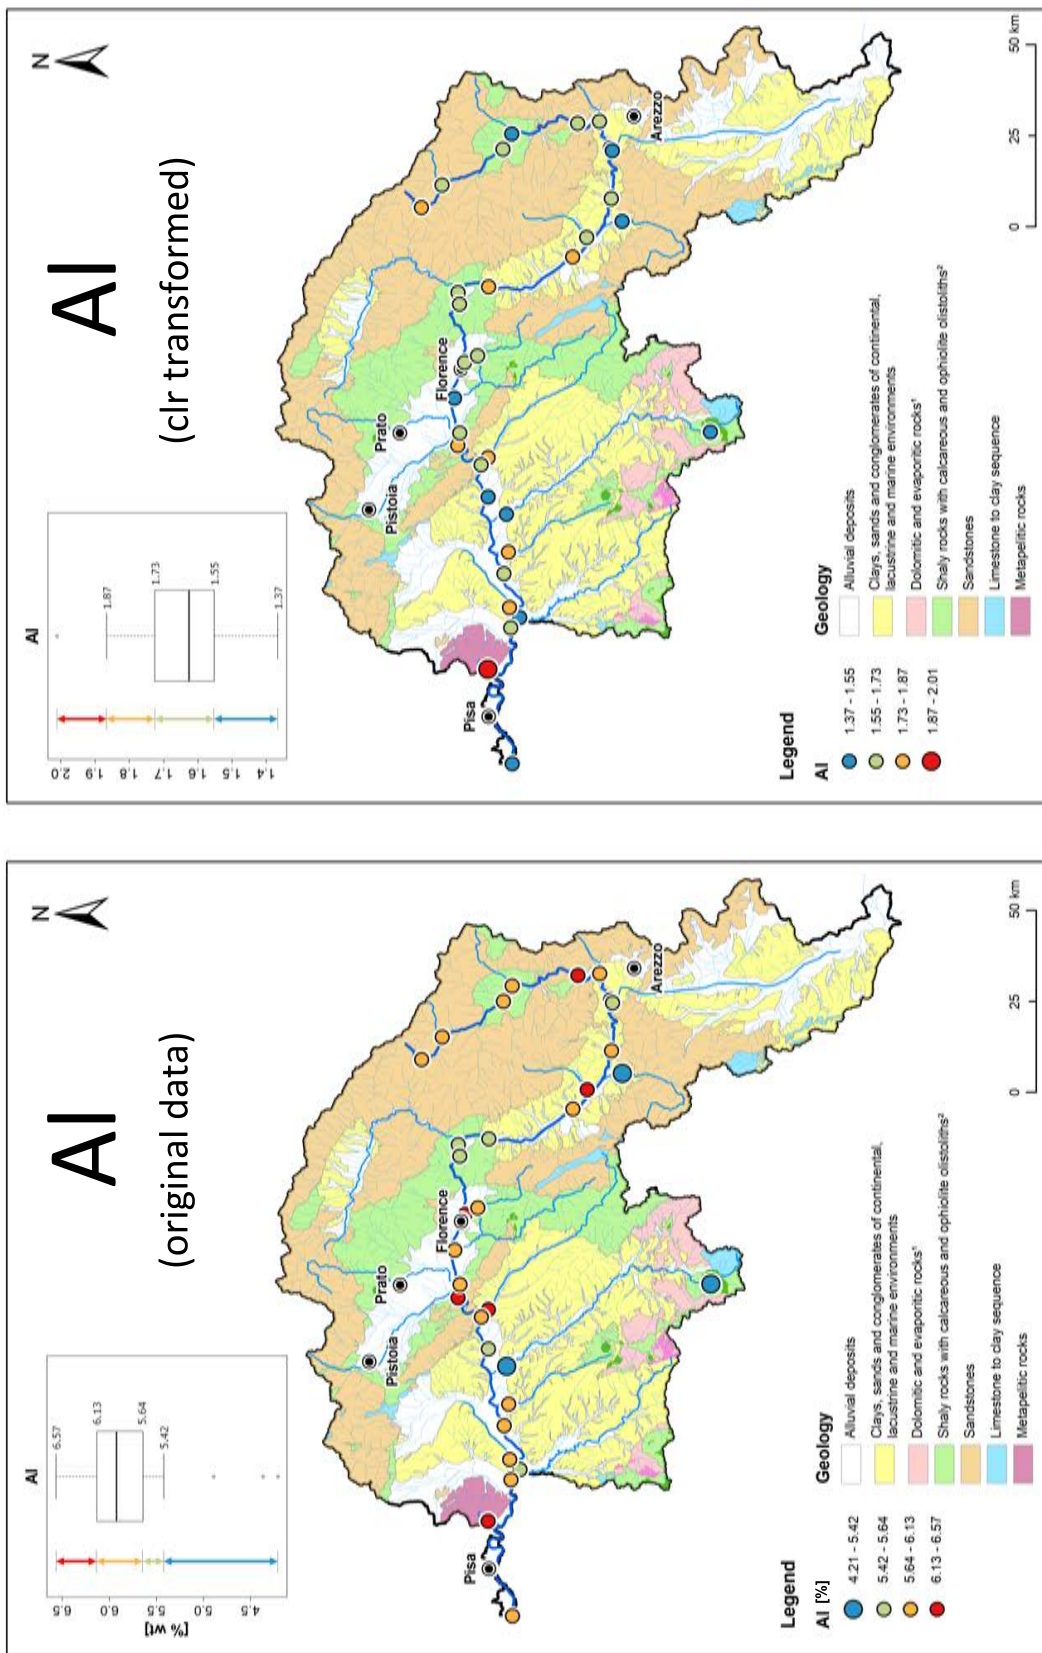 Al
(original data)
N
Al
6.5
6.0
5.5
5.0
4.5
[% wt]
6.57
6.13
5.64
5.42
Pistoia
Prato
Florence
Pisa
Arezzo
Legend
Al [%]
4.21 - 5.42
5.42 - 5.64
5.64 - 6.13
6.13 - 6.57
Geology
Alluvial deposits
Clays, sands and conglomerates of continental,
lacustrine and marine environments
Dolomitic and evaporitic rocks¹
Shaly rocks with calcareous and ophiolite olistoliths²
Sandstones
Limestone to clay sequence
Metapelitic rocks
0 25 50 km
Al
(clr transformed)
N
Al
2.0
1.9
1.8
1.7
1.6
1.5
1.4
1.87
1.73
1.55
1.37
Pistoia
Prato
Florence
Pisa
Arezzo
Legend
Al
1.37 - 1.55
1.55 - 1.73
1.73 - 1.87
1.87 - 2.01
Geology
Alluvial deposits
Clays, sands and conglomerates of continental,
lacustrine and marine environments
Dolomitic and evaporitic rocks¹
Shaly rocks with calcareous and ophiolite olistoliths²
Sandstones
Limestone to clay sequence
Metapelitic rocks
0 25 50 km